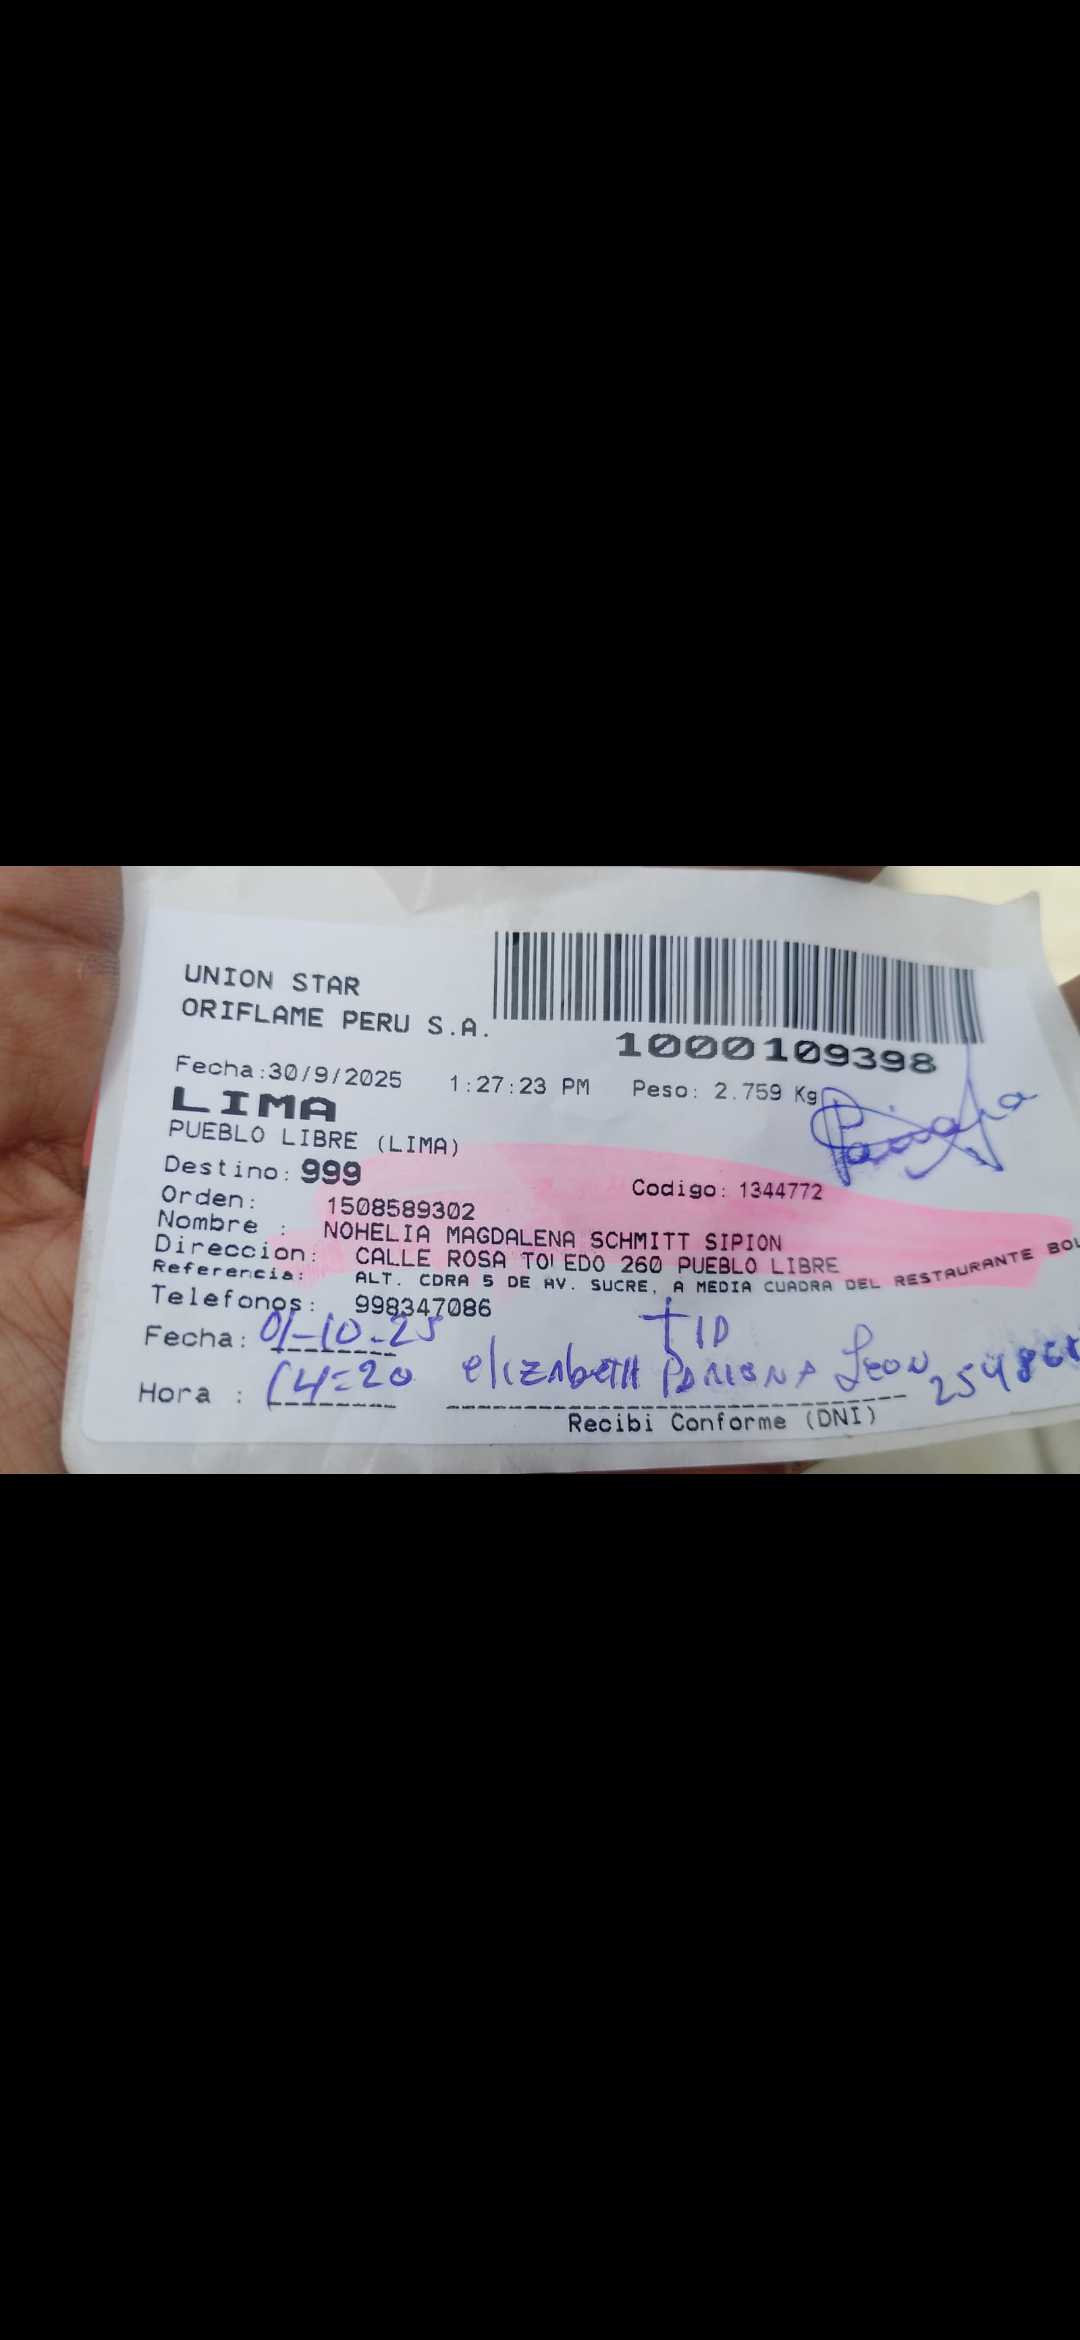 UNION STAR
ORIFLAME PERU S.A.
1000109398
Fecha:30/9/2025 1:27:23 PM Peso: 2.759 Kg
LIMA
PUEBLO LIBRE (LIMA)
Destino: 999
Codigo: 1344772
Orden: 1508589302
Nombre : NOHELIA MAGDALENA SCHMITT SIPION
Direccion: CALLE ROSA TOLEDO 260 PUEBLO LIBRE
Referencia: ALT. CDRA 5 DE AV. SUCRE, A MEDIA CUADRA DEL RESTAURANTE BOL
Telefonos: 998347086
Fecha: 01-10-25 TID
Hora : 14=20 elizabeth Leon
Recibi Conforme (DNI)